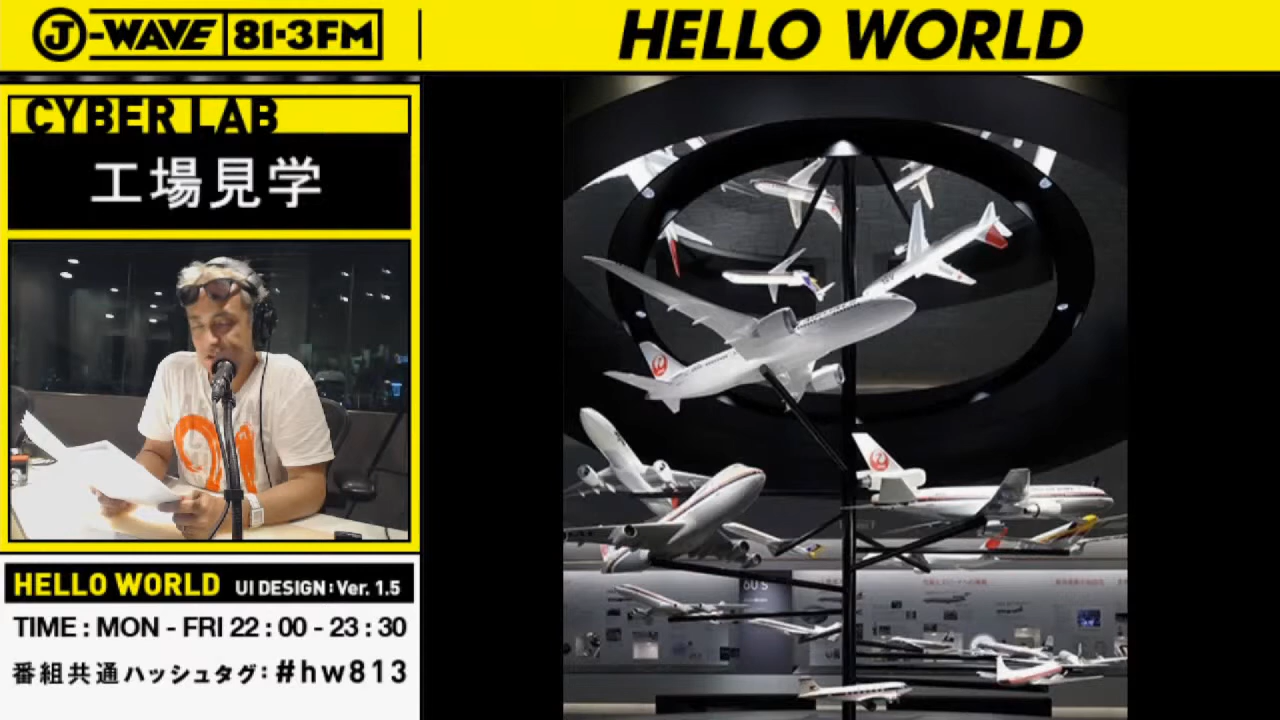 J-WAVE 81.3FM
HELLO WORLD
CYBER LAB
工場見学
HELLO WORLD UI DESIGN : Ver. 1.5
TIME : MON - FRI 22 : 00 - 23 : 30
番組共通ハッシュタグ : #hw813
60'S